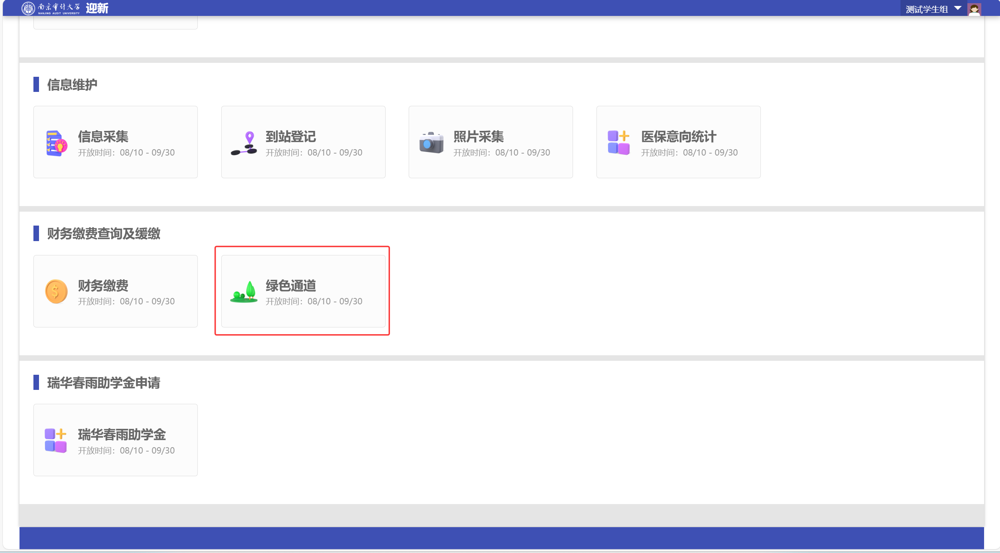 南京审计大学
NANJING AUDIT UNIVERSITY
迎新
测试学生组
信息维护
信息采集
开放时间：08/10 - 09/30
到站登记
开放时间：08/10 - 09/30
照片采集
开放时间：08/10 - 09/30
医保意向统计
开放时间：08/10 - 09/30
财务缴费查询及缓缴
财务缴费
开放时间：08/10 - 09/30
绿色通道
开放时间：08/10 - 09/30
瑞华春雨助学金申请
瑞华春雨助学金
开放时间：08/10 - 09/30